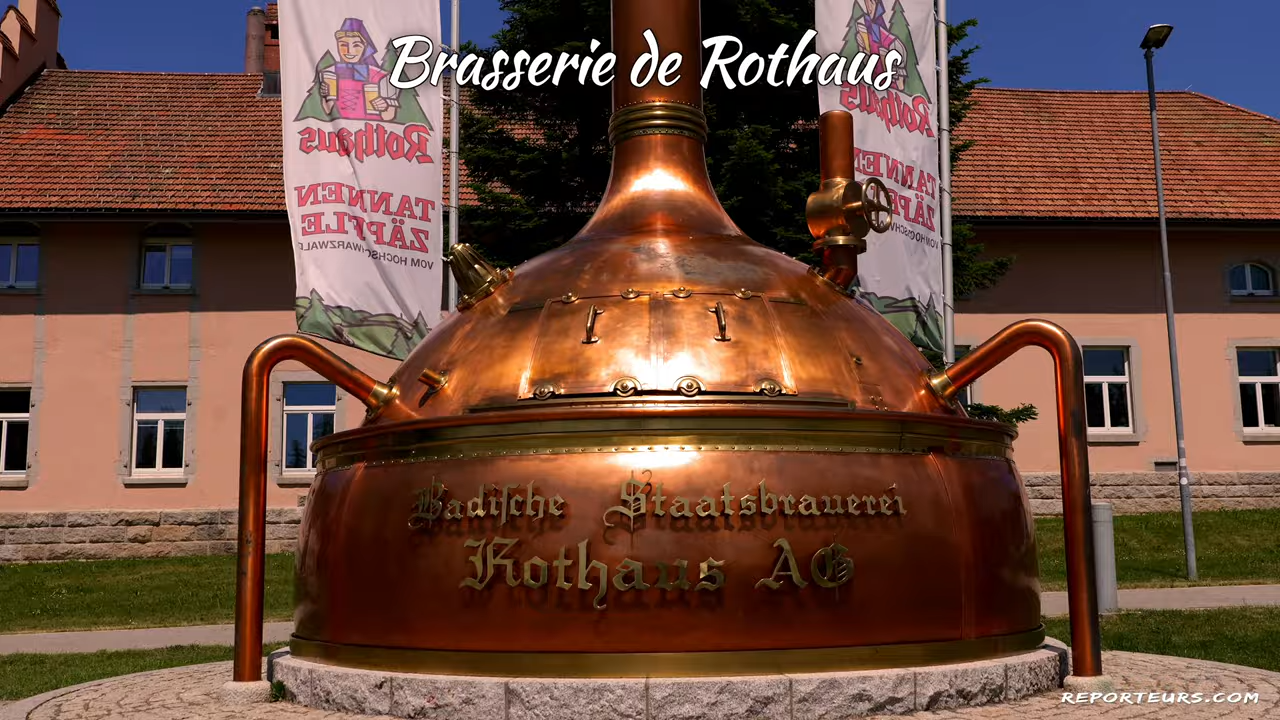 Brasserie de Rothaus
Rothaus
TANNEN
ZÄPFLE
VOM HOCHSCHWARZWALD
Rothaus
TANNEN
ZÄPFLE
Badiſche Staatsbrauerei
Rothaus AG
REPORTEURS.COM